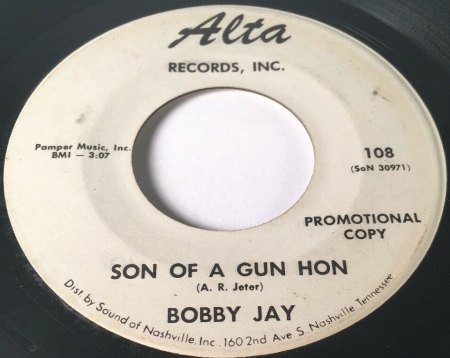 Alta
RECORDS, INC.
Pamper Music, Inc.
BMI - 3:07
108
(SoN 30971)
PROMOTIONAL
COPY
SON OF A GUN HON
(A. R. Jeter)
BOBBY JAY
Dist by Sound of Nashville, Inc. 160 2nd Ave S. Nashville, Tennessee